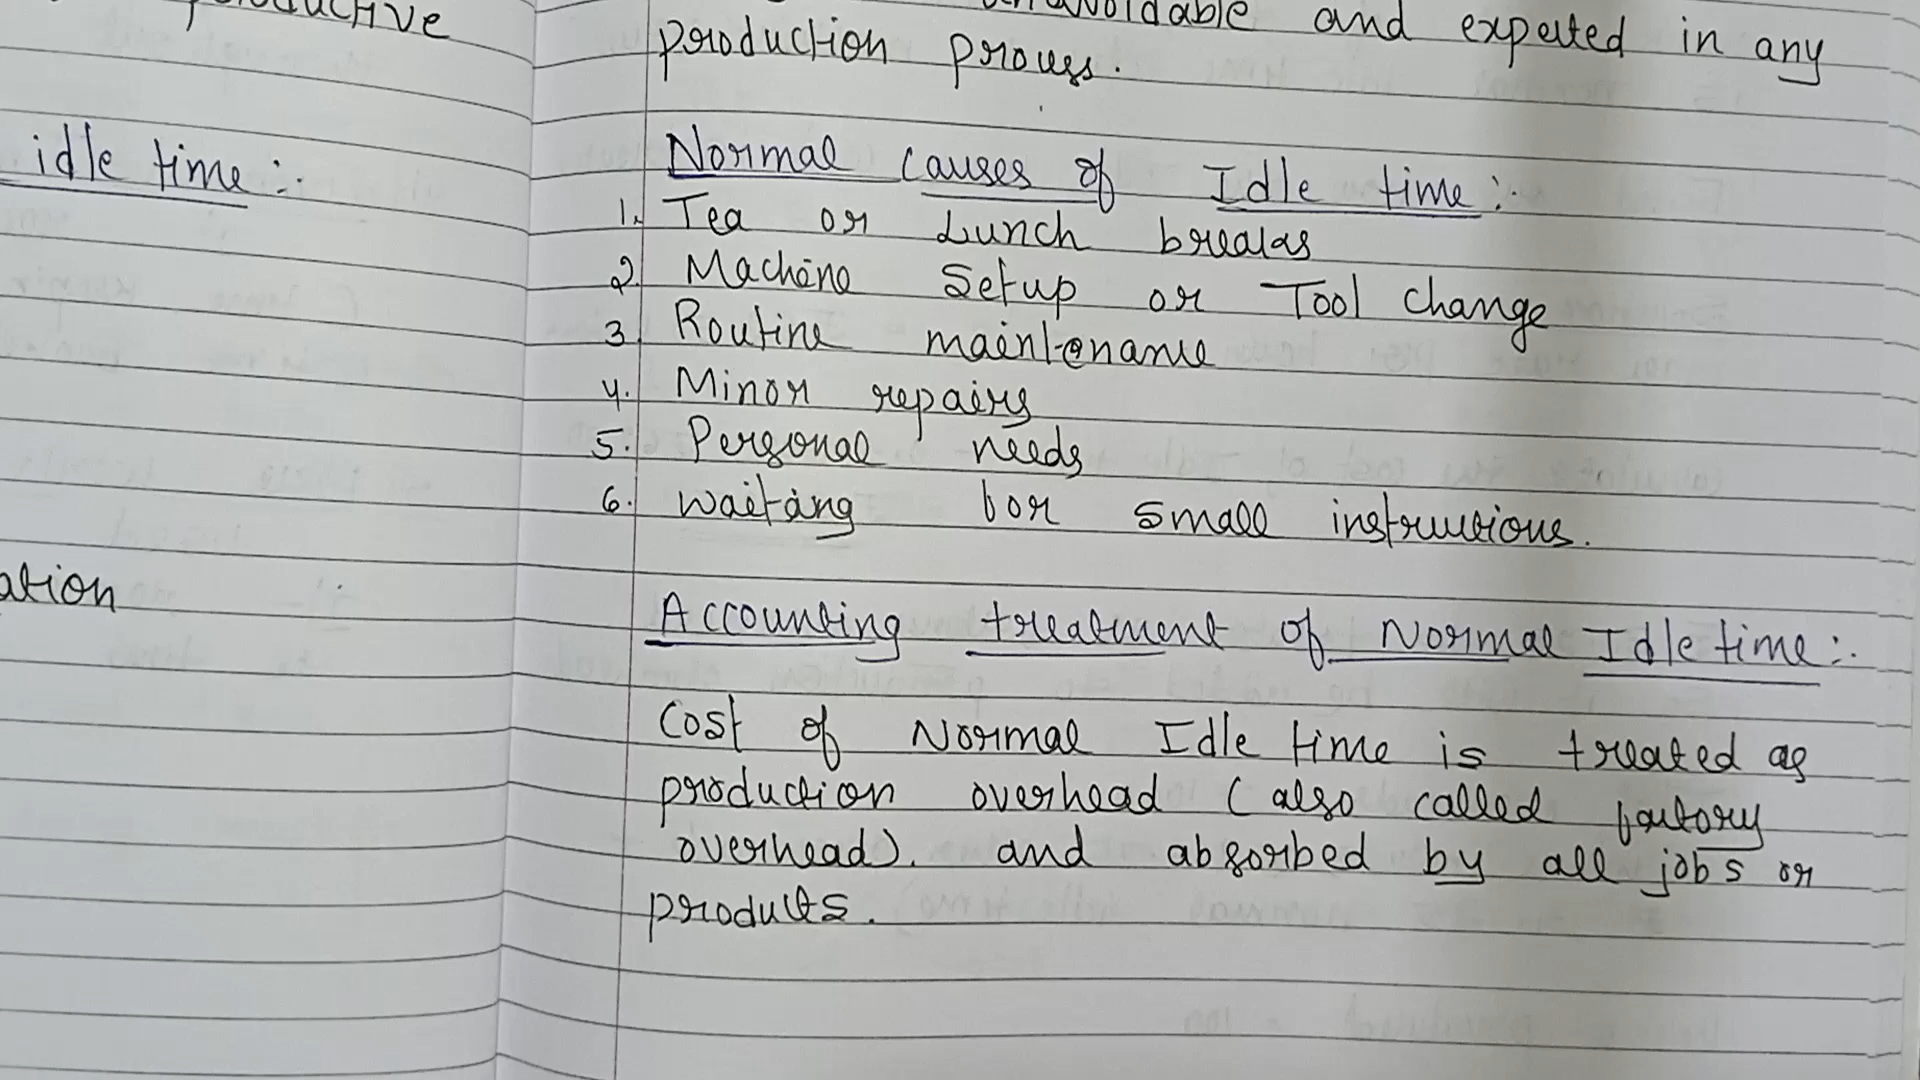 idle time :-
ation
and expected in any
production process.
Normal causes of Idle time :-
1. Tea or Lunch breaks
2. Machine Setup or Tool Change
3 Routine maintenance
4. Minor repairs
5. Personal needs
6. Waiting for small instructions.
Accounting treatment of Normal Idle time :-
Cost of Normal Idle time is treated as
production overhead (also called factory
overhead). and absorbed by all jobs or
products.